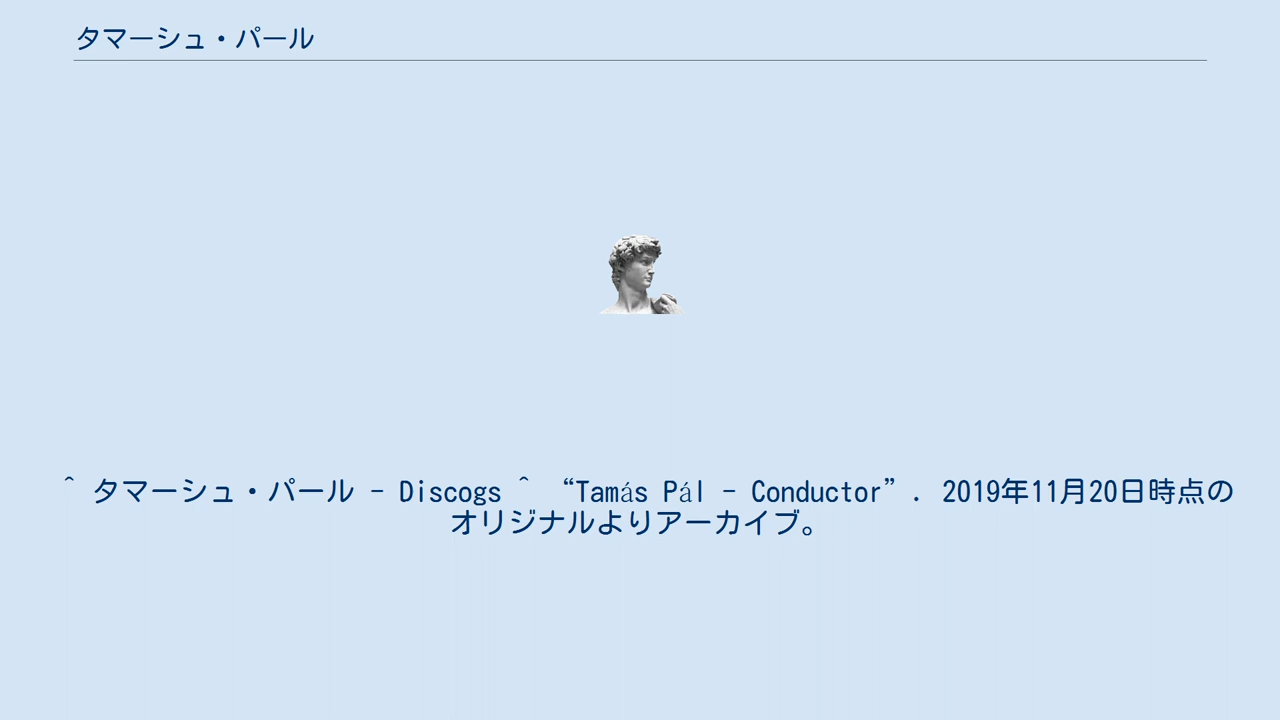 タマーシュ・パール
^ タマーシュ・パール - Discogs ^ “Tamás Pál - Conductor”. 2019年11月20日時点の
オリジナルよりアーカイブ。